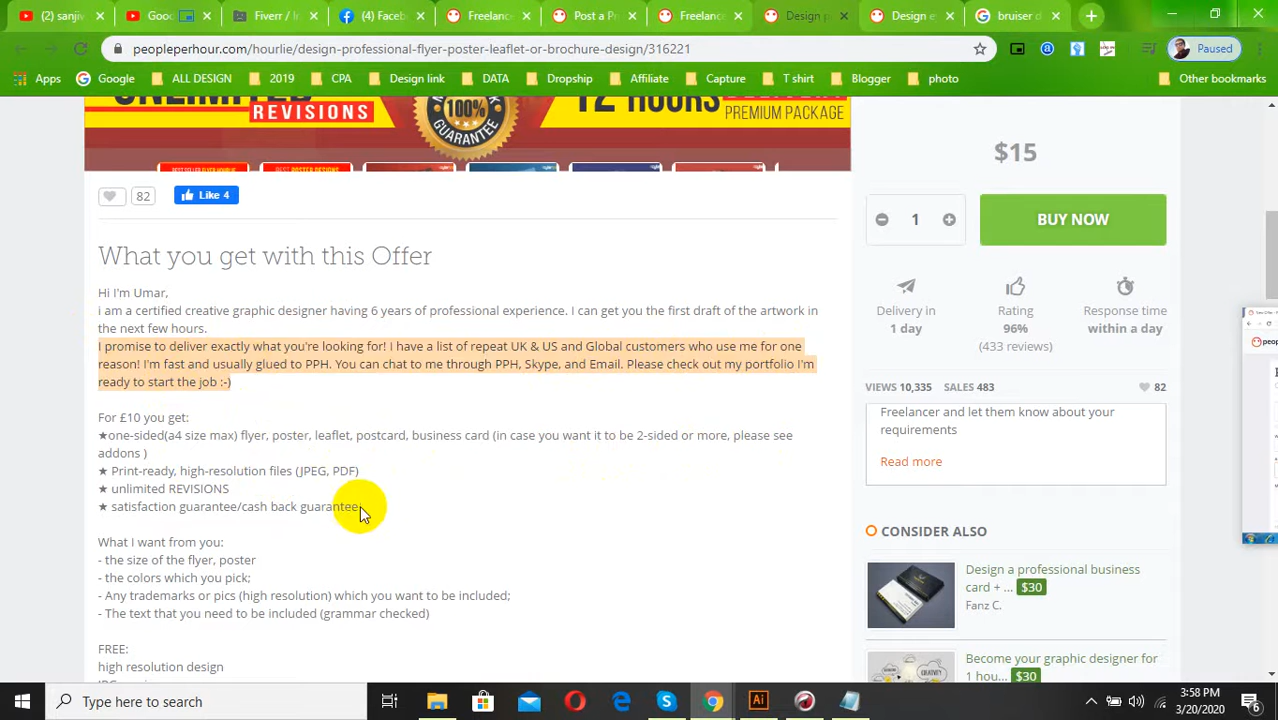 (2) sanjiv
Goo
Fiverr / In
(4) Faceb
Freelance
Post a P
Freelance
Design p
Design e
bruiser d
peopleperhour.com/hourlie/design-professional-flyer-poster-leaflet-or-brochure-design/316221
Paused
Apps
Google
ALL DESIGN
2019
CPA
Design link
DATA
Dropship
Affiliate
Capture
T shirt
Blogger
photo
Other bookmarks
UNLIMITED
REVISIONS
100%
GUARANTEE
12 HOURS
DELIVERY
PREMIUM PACKAGE
82
Like 4
What you get with this Offer
Hi I'm Umar,
i am a certified creative graphic designer having 6 years of professional experience. I can get you the first draft of the artwork in
the next few hours.
I promise to deliver exactly what you're looking for! I have a list of repeat UK & US and Global customers who use me for one
reason! I'm fast and usually glued to PPH. You can chat to me through PPH, Skype, and Email. Please check out my portfolio I'm
ready to start the job :-)
For £10 you get:
★one-sided(a4 size max) flyer, poster, leaflet, postcard, business card (in case you want it to be 2-sided or more, please see
addons )
★ Print-ready, high-resolution files (JPEG, PDF)
★ unlimited REVISIONS
★ satisfaction guarantee/cash back guarantee
What I want from you:
- the size of the flyer, poster
- the colors which you pick;
- Any trademarks or pics (high resolution) which you want to be included;
- The text that you need to be included (grammar checked)
FREE:
high resolution design
$15
1
BUY NOW
Delivery in
1 day
Rating
96%
(433 reviews)
Response time
within a day
VIEWS 10,335
SALES 483
82
Freelancer and let them know about your
requirements
Read more
CONSIDER ALSO
Design a professional business
card + ... $30
Fanz C.
Become your graphic designer for
1 hou... $30
Type here to search
3:58 PM
3/20/2020
6